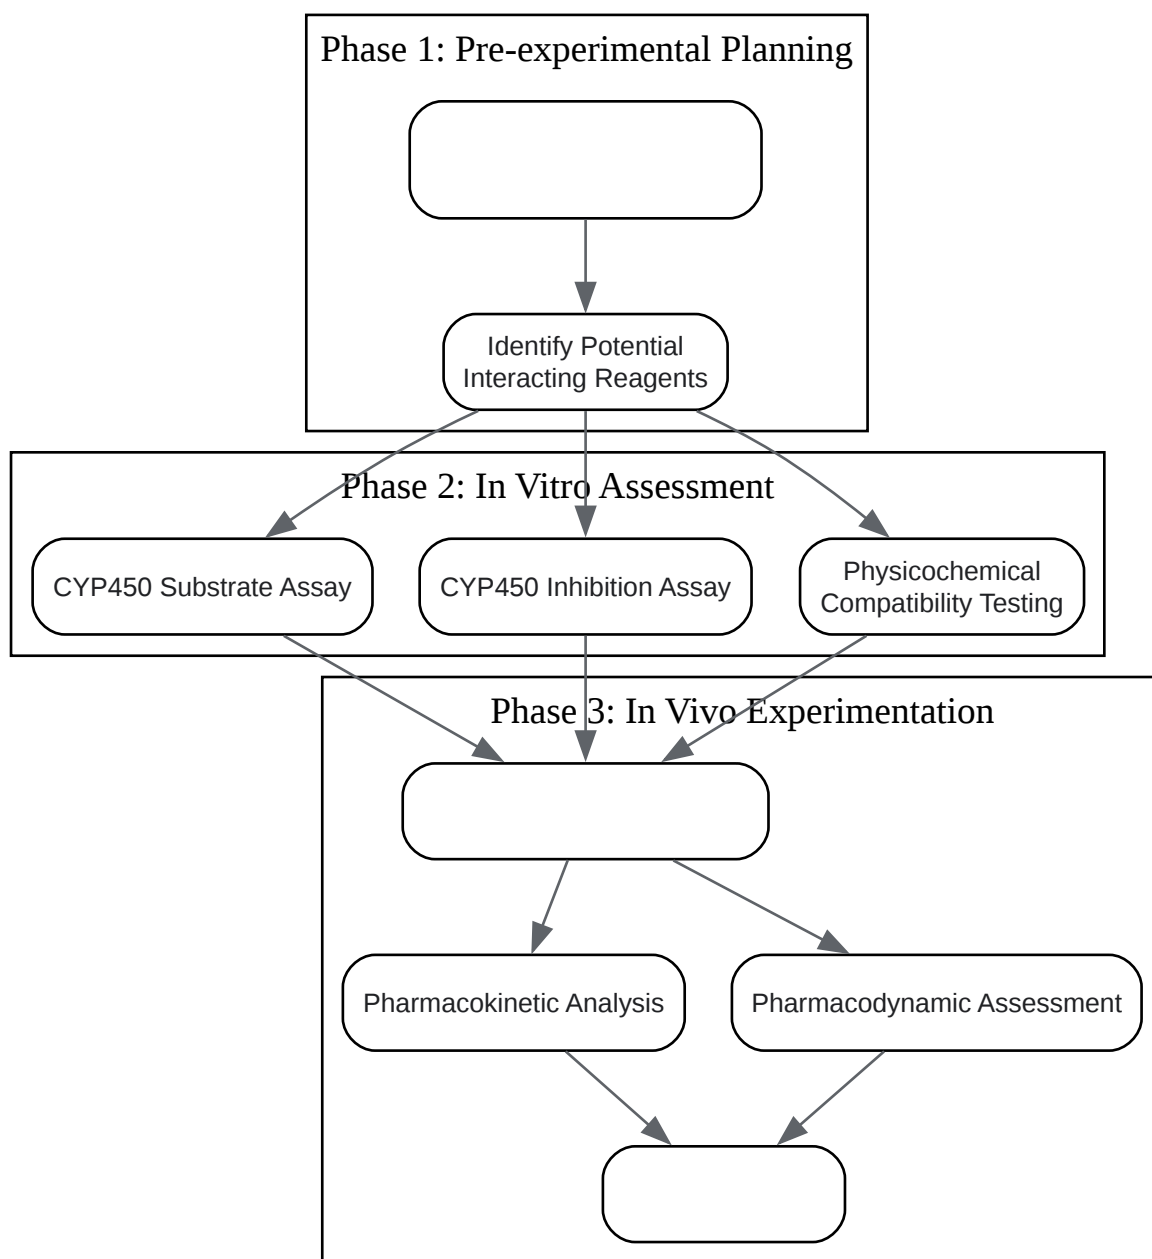 Phase 1: Pre-experimental Planning
Identify Potential
Interacting Reagents
Phase 2: In Vitro Assessment
CYP450 Substrate Assay
CYP450 Inhibition Assay
Physicochemical
Compatibility Testing
Phase 3: In Vivo Experimentation
Pharmacokinetic Analysis
Pharmacodynamic Assessment